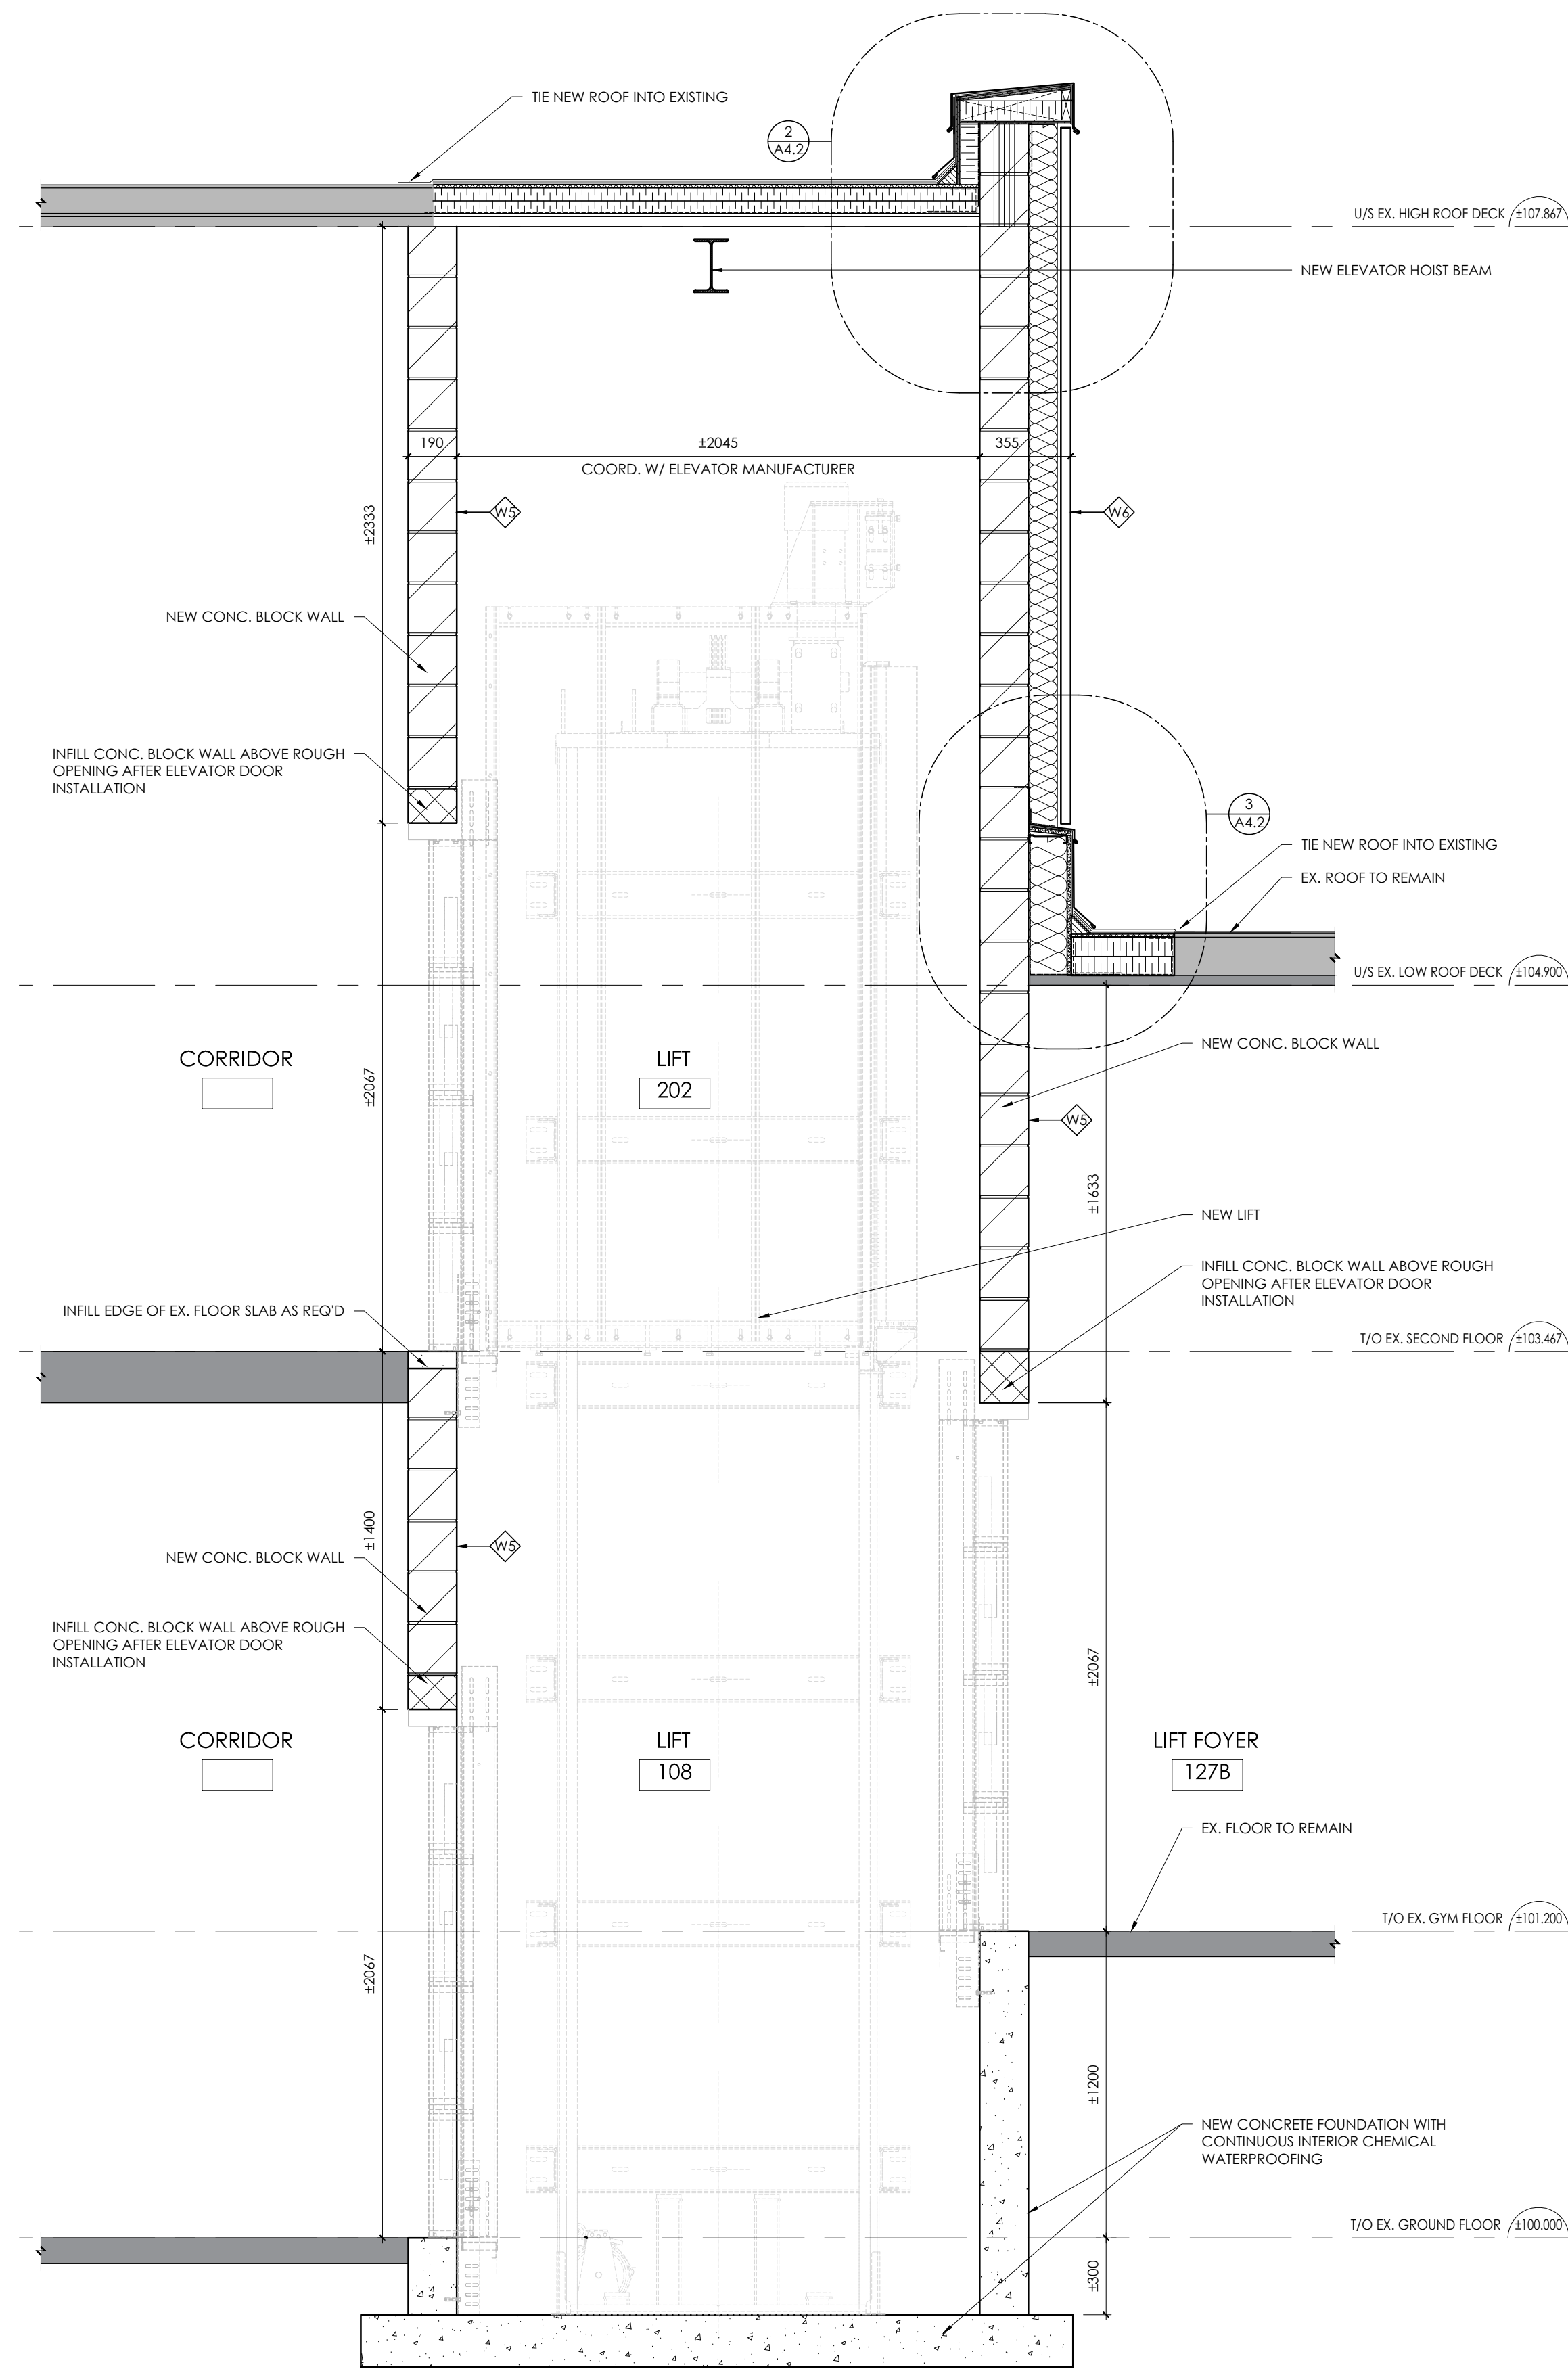 TIE NEW ROOF INTO EXISTING
2
A4.2
U/S EX. HIGH ROOF DECK
±107.867
NEW ELEVATOR HOIST BEAM
190
±2045
355
COORD. W/ ELEVATOR MANUFACTURER
±2333
W5
W6
NEW CONC. BLOCK WALL
INFILL CONC. BLOCK WALL ABOVE ROUGH
OPENING AFTER ELEVATOR DOOR
INSTALLATION
3
A4.2
TIE NEW ROOF INTO EXISTING
EX. ROOF TO REMAIN
U/S EX. LOW ROOF DECK
±104.900
NEW CONC. BLOCK WALL
CORRIDOR
LIFT
202
±2067
W5
±1633
NEW LIFT
INFILL CONC. BLOCK WALL ABOVE ROUGH
OPENING AFTER ELEVATOR DOOR
INSTALLATION
INFILL EDGE OF EX. FLOOR SLAB AS REQ'D
T/O EX. SECOND FLOOR
±103.467
±1400
W5
NEW CONC. BLOCK WALL
INFILL CONC. BLOCK WALL ABOVE ROUGH
OPENING AFTER ELEVATOR DOOR
INSTALLATION
±2067
CORRIDOR
LIFT
108
LIFT FOYER
127B
EX. FLOOR TO REMAIN
T/O EX. GYM FLOOR
±101.200
±2067
±1200
NEW CONCRETE FOUNDATION WITH
CONTINUOUS INTERIOR CHEMICAL
WATERPROOFING
T/O EX. GROUND FLOOR
±100.000
±300